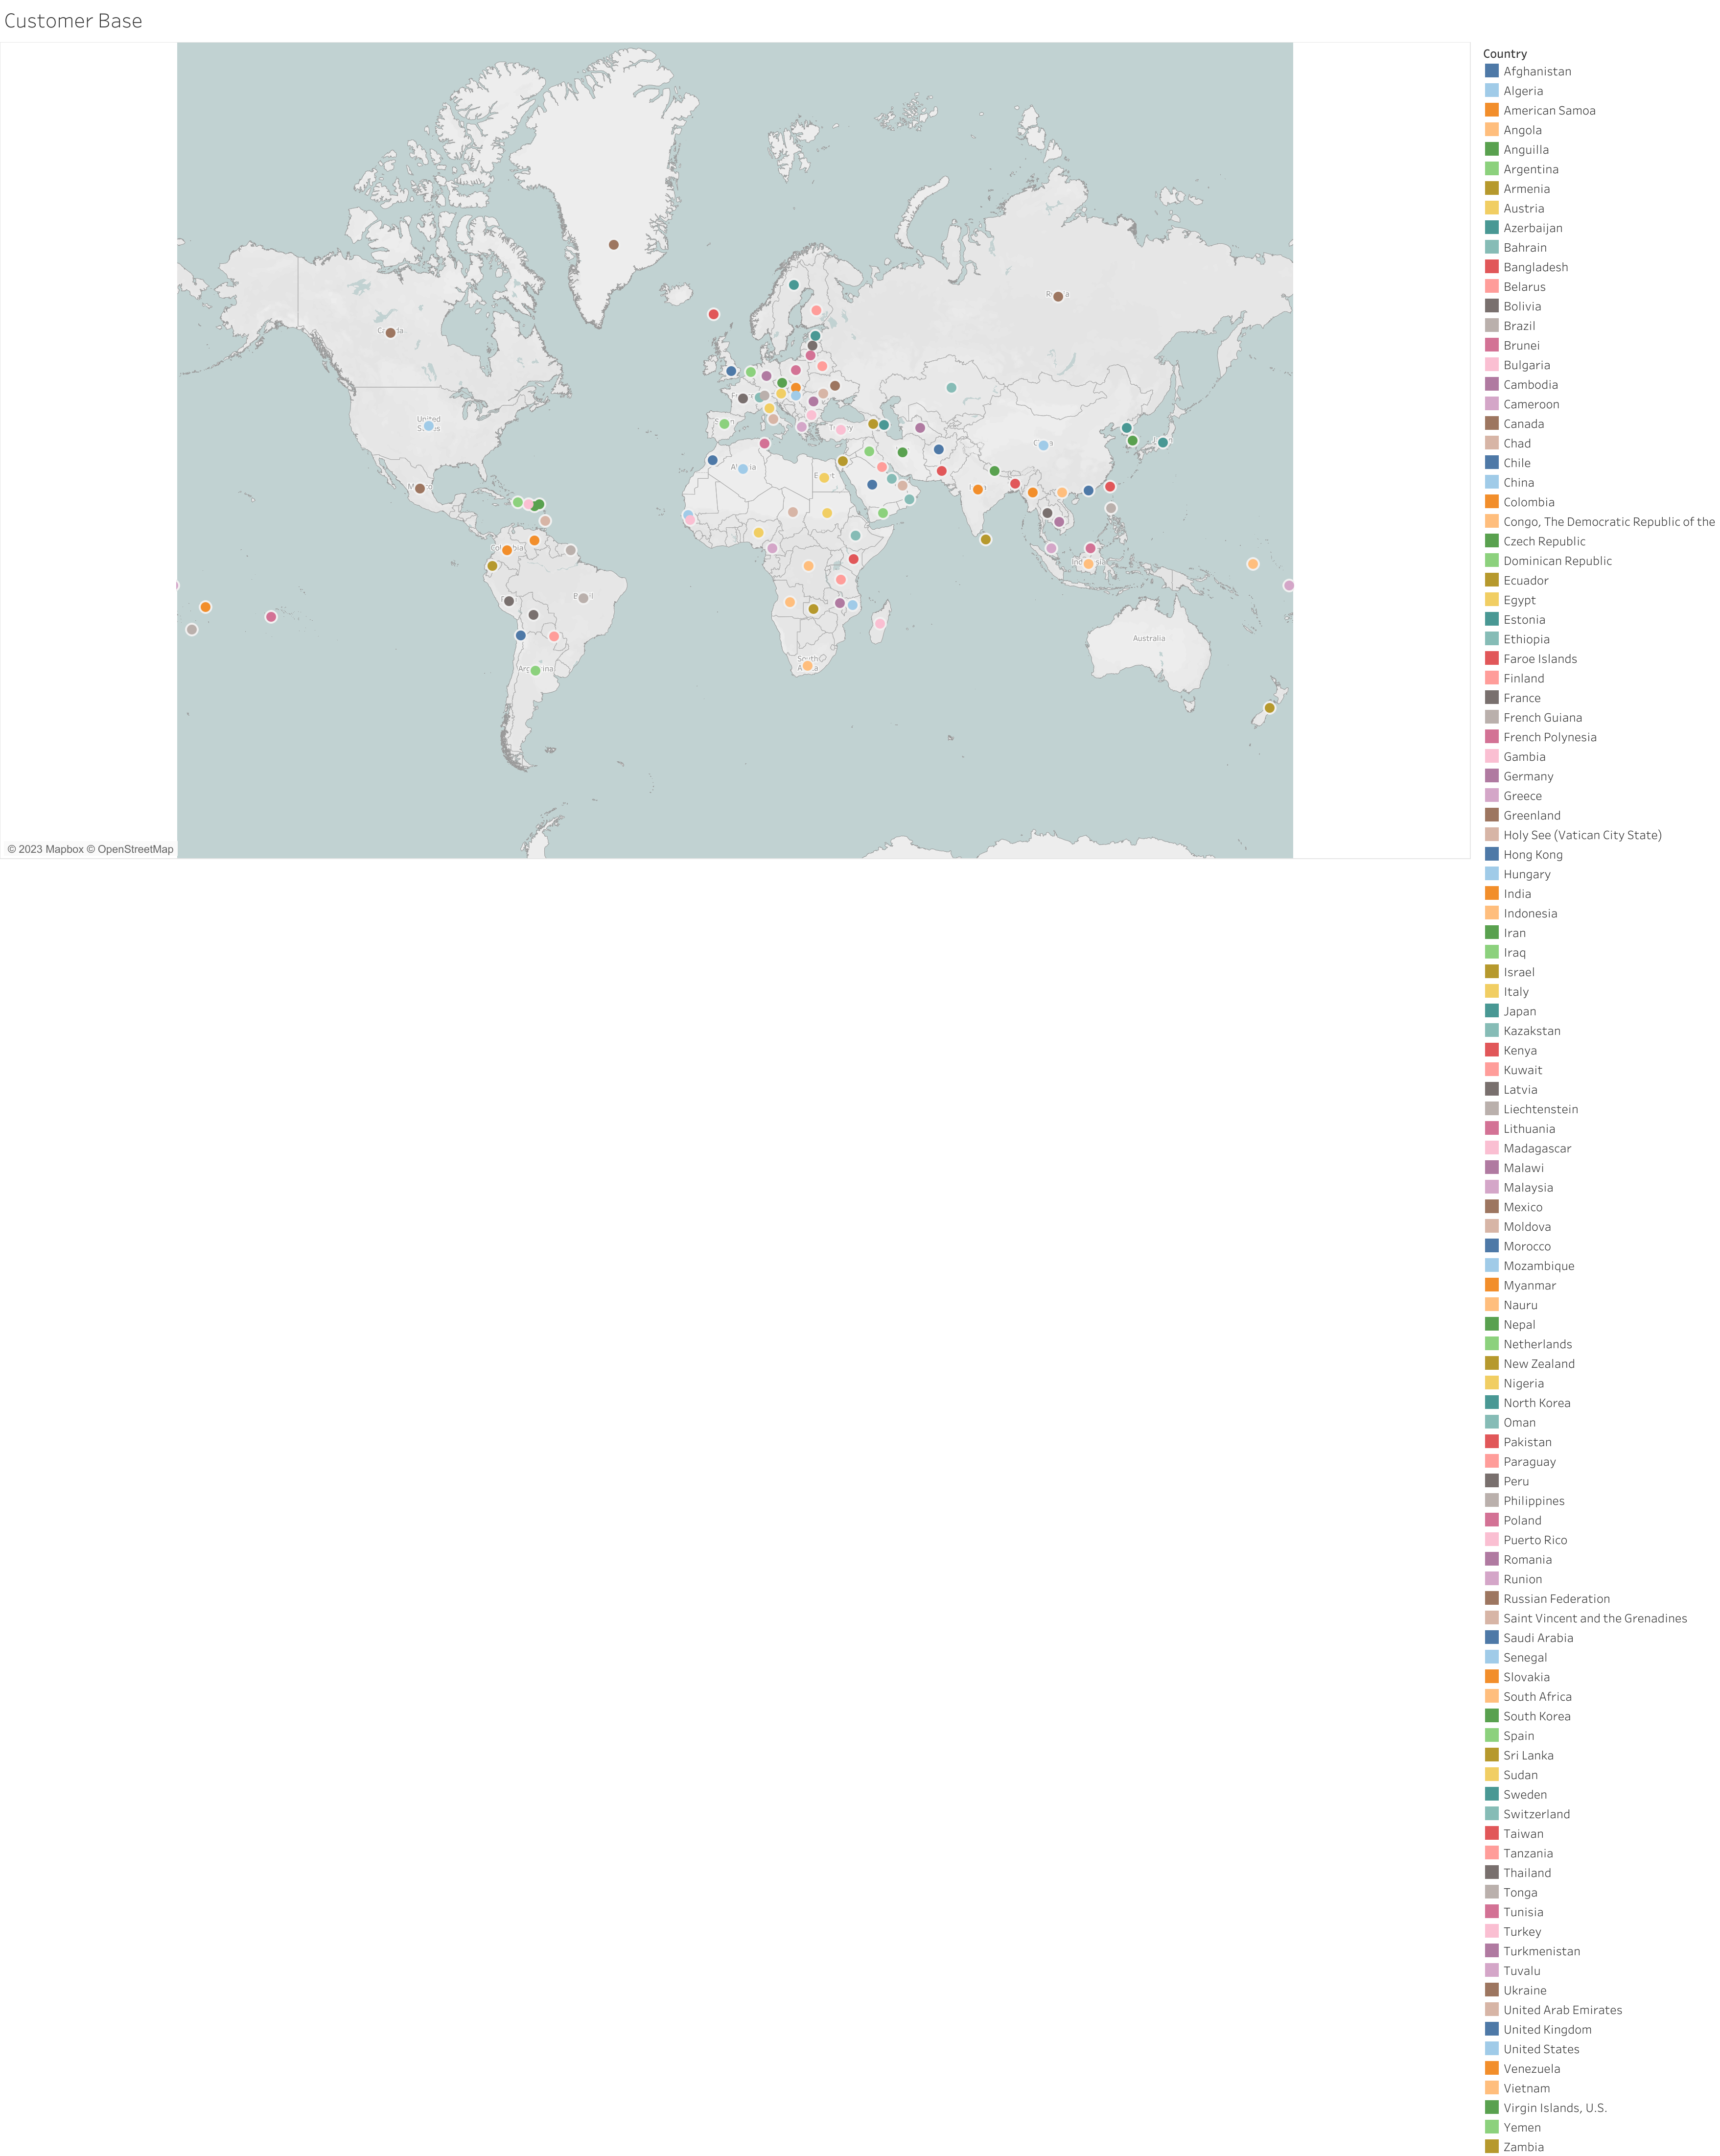 Customer Base
Country
Afghanistan
Algeria
American Samoa
Angola
Anguilla
Argentina
Armenia
Austria
Azerbaijan
Bahrain
Bangladesh
Belarus
Bolivia
Brazil
Brunei
Bulgaria
Cambodia
Cameroon
Canada
Chad
Chile
China
Colombia
Congo, The Democratic Republic of the
Czech Republic
Dominican Republic
Ecuador
Egypt
Estonia
Ethiopia
Faroe Islands
Finland
France
French Guiana
French Polynesia
Gambia
Germany
Greece
Greenland
Holy See (Vatican City State)
Hong Kong
Hungary
India
Indonesia
Iran
Iraq
Israel
Italy
Japan
Kazakstan
Kenya
Kuwait
Latvia
Liechtenstein
Lithuania
Madagascar
Malawi
Malaysia
Mexico
Moldova
Morocco
Mozambique
Myanmar
Nauru
Nepal
Netherlands
New Zealand
Nigeria
North Korea
Oman
Pakistan
Paraguay
Peru
Philippines
Poland
Puerto Rico
Romania
Runion
Russian Federation
Saint Vincent and the Grenadines
Saudi Arabia
Senegal
Slovakia
South Africa
South Korea
Spain
Sri Lanka
Sudan
Sweden
Switzerland
Taiwan
Tanzania
Thailand
Tonga
Tunisia
Turkey
Turkmenistan
Tuvalu
Ukraine
United Arab Emirates
United Kingdom
United States
Venezuela
Vietnam
Virgin Islands, U.S.
Yemen
Zambia
United
Australia
South
© 2023 Mapbox © OpenStreetMap